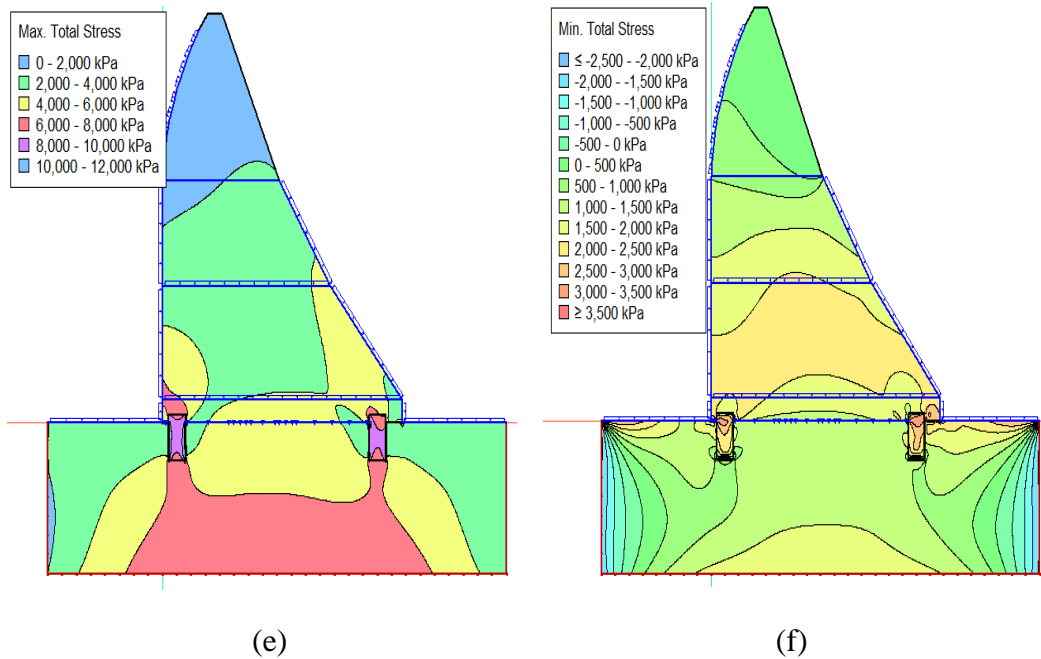 Max. Total Stress
0 - 2,000 kPa
2,000 - 4,000 kPa
4,000 - 6,000 kPa
6,000 - 8,000 kPa
8,000 - 10,000 kPa
10,000 - 12,000 kPa
(e)
Min. Total Stress
≤ -2,500 - -2,000 kPa
-2,000 - -1,500 kPa
-1,500 - -1,000 kPa
-1,000 - -500 kPa
-500 - 0 kPa
0 - 500 kPa
500 - 1,000 kPa
1,000 - 1,500 kPa
1,500 - 2,000 kPa
2,000 - 2,500 kPa
2,500 - 3,000 kPa
3,000 - 3,500 kPa
≥ 3,500 kPa
(f)